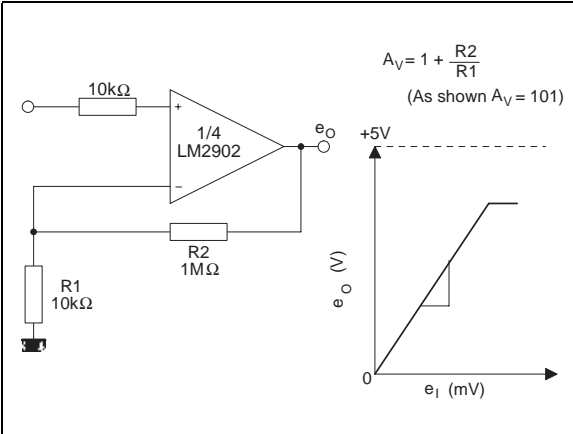 A_V = 1 + R2/R1
(As shown A_V = 101)
10kΩ
+
1/4
LM2902
e_O
−
R2
1MΩ
R1
10kΩ
+5V
e_O (V)
0
e_I (mV)